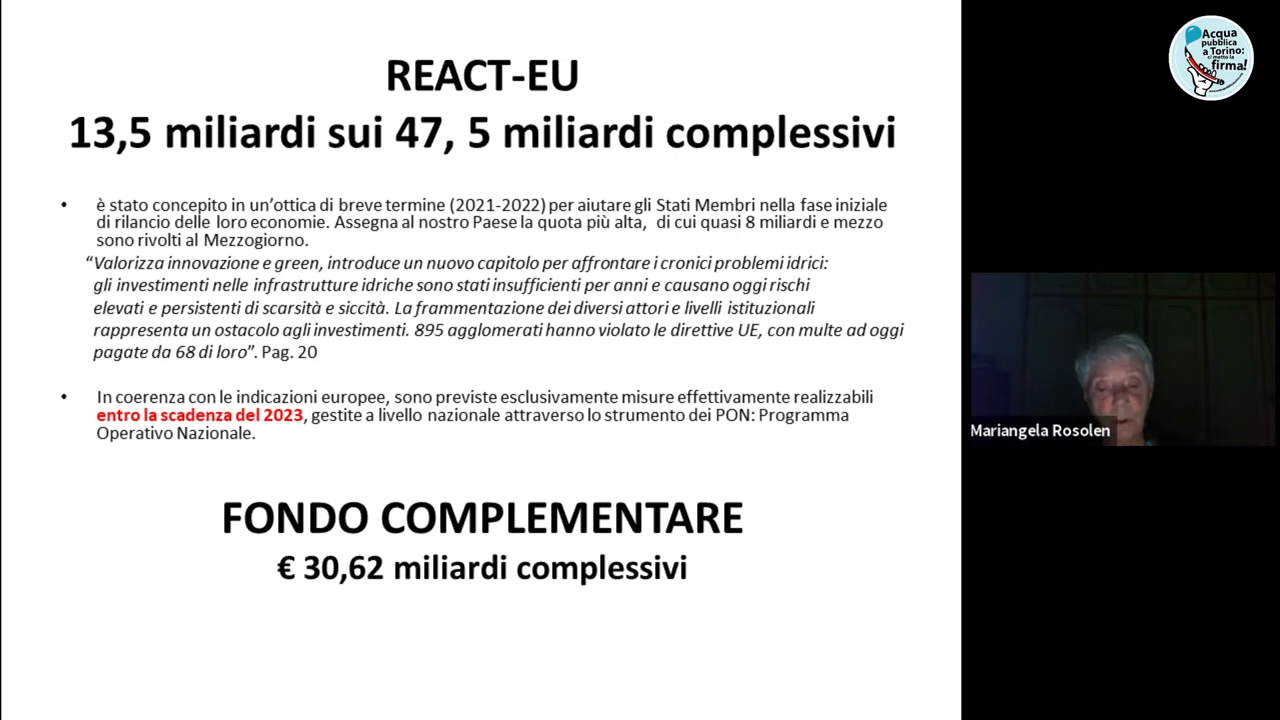 REACT-EU
13,5 miliardi sui 47, 5 miliardi complessivi
• è stato concepito in un'ottica di breve termine (2021-2022) per aiutare gli Stati Membri nella fase iniziale
di rilancio delle loro economie. Assegna al nostro Paese la quota più alta, di cui quasi 8 miliardi e mezzo
sono rivolti al Mezzogiorno.
“Valorizza innovazione e green, introduce un nuovo capitolo per affrontare i cronici problemi idrici:
gli investimenti nelle infrastrutture idriche sono stati insufficienti per anni e causano oggi rischi
elevati e persistenti di scarsità e siccità. La frammentazione dei diversi attori e livelli istituzionali
rappresenta un ostacolo agli investimenti. 895 agglomerati hanno violato le direttive UE, con multe ad oggi
pagate da 68 di loro”. Pag. 20
• In coerenza con le indicazioni europee, sono previste esclusivamente misure effettivamente realizzabili
entro la scadenza del 2023, gestite a livello nazionale attraverso lo strumento dei PON: Programma
Operativo Nazionale.
FONDO COMPLEMENTARE
€ 30,62 miliardi complessivi
Acqua
pubblica
a Torino:
ci metto la
firma!
Mariangela Rosolen